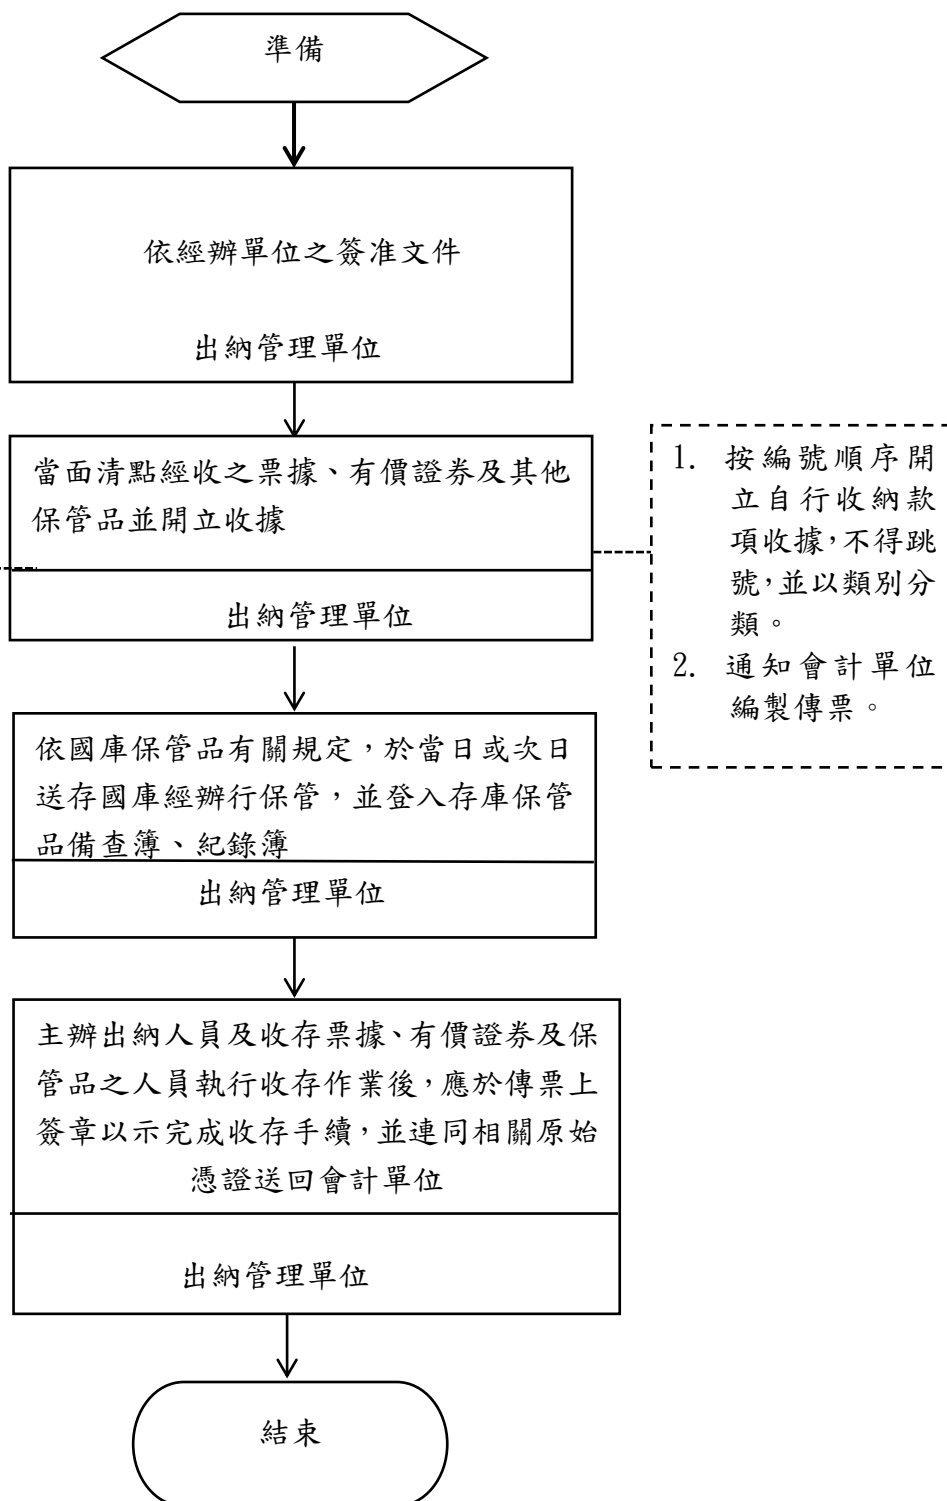 準備
依經辦單位之簽准文件
出納管理單位
當面清點經收之票據、有價證券及其他
保管品並開立收據
出納管理單位
1. 按編號順序開
立自行收納款
項收據,不得跳
號,並以類別分
類。
2. 通知會計單位
編製傳票。
依國庫保管品有關規定,於當日或次日
送存國庫經辦行保管,並登入存庫保管
品備查簿、紀錄簿
出納管理單位
主辦出納人員及收存票據、有價證券及保
管品之人員執行收存作業後,應於傳票上
簽章以示完成收存手續,並連同相關原始
憑證送回會計單位
出納管理單位
結束